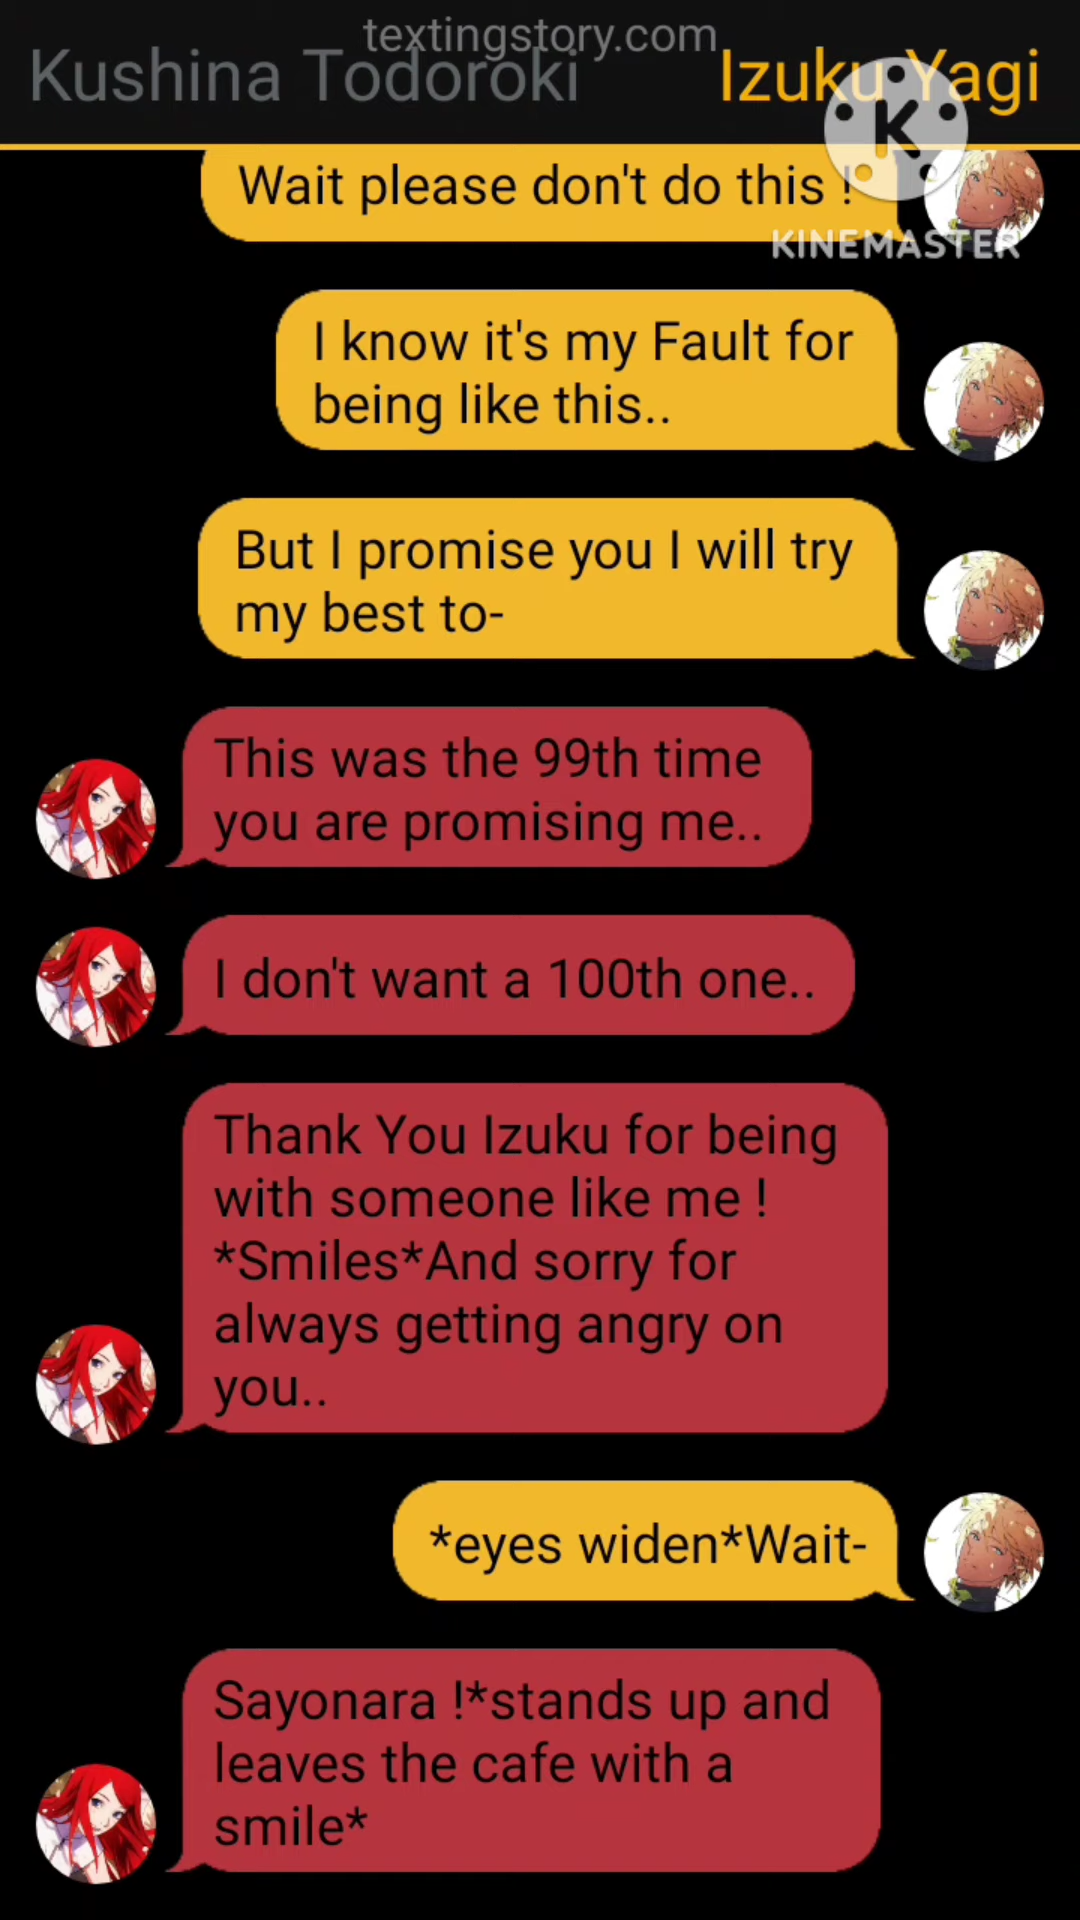 textingstory.com
Kushina Todoroki
Izuku Yagi
K
KINEMASTER
Wait please don't do this !
I know it's my Fault for
being like this..
But I promise you I will try
my best to-
This was the 99th time
you are promising me..
I don't want a 100th one..
Thank You Izuku for being
with someone like me !
*Smiles*And sorry for
always getting angry on
you..
*eyes widen*Wait-
Sayonara !*stands up and
leaves the cafe with a
smile*